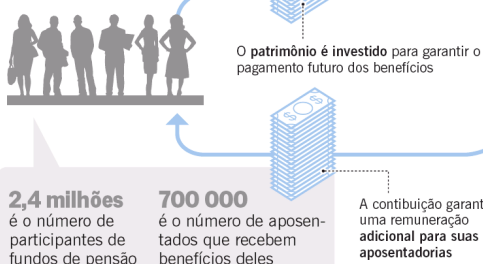 O patrimônio é investido para garantir o
pagamento futuro dos benefícios
2,4 milhões
é o número de
participantes de
fundos de pensão
700 000
é o número de aposen-
tados que recebem
benefícios deles
A contibuição garant
uma remuneração
adicional para suas
aposentadorias